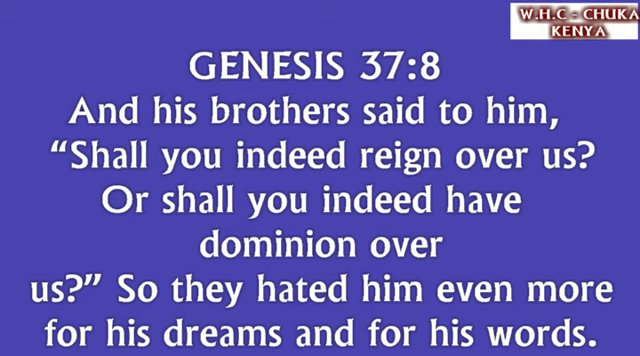 W.H.C - CHUKA
KENYA
GENESIS 37:8
And his brothers said to him,
“Shall you indeed reign over us?
Or shall you indeed have
dominion over
us?” So they hated him even more
for his dreams and for his words.